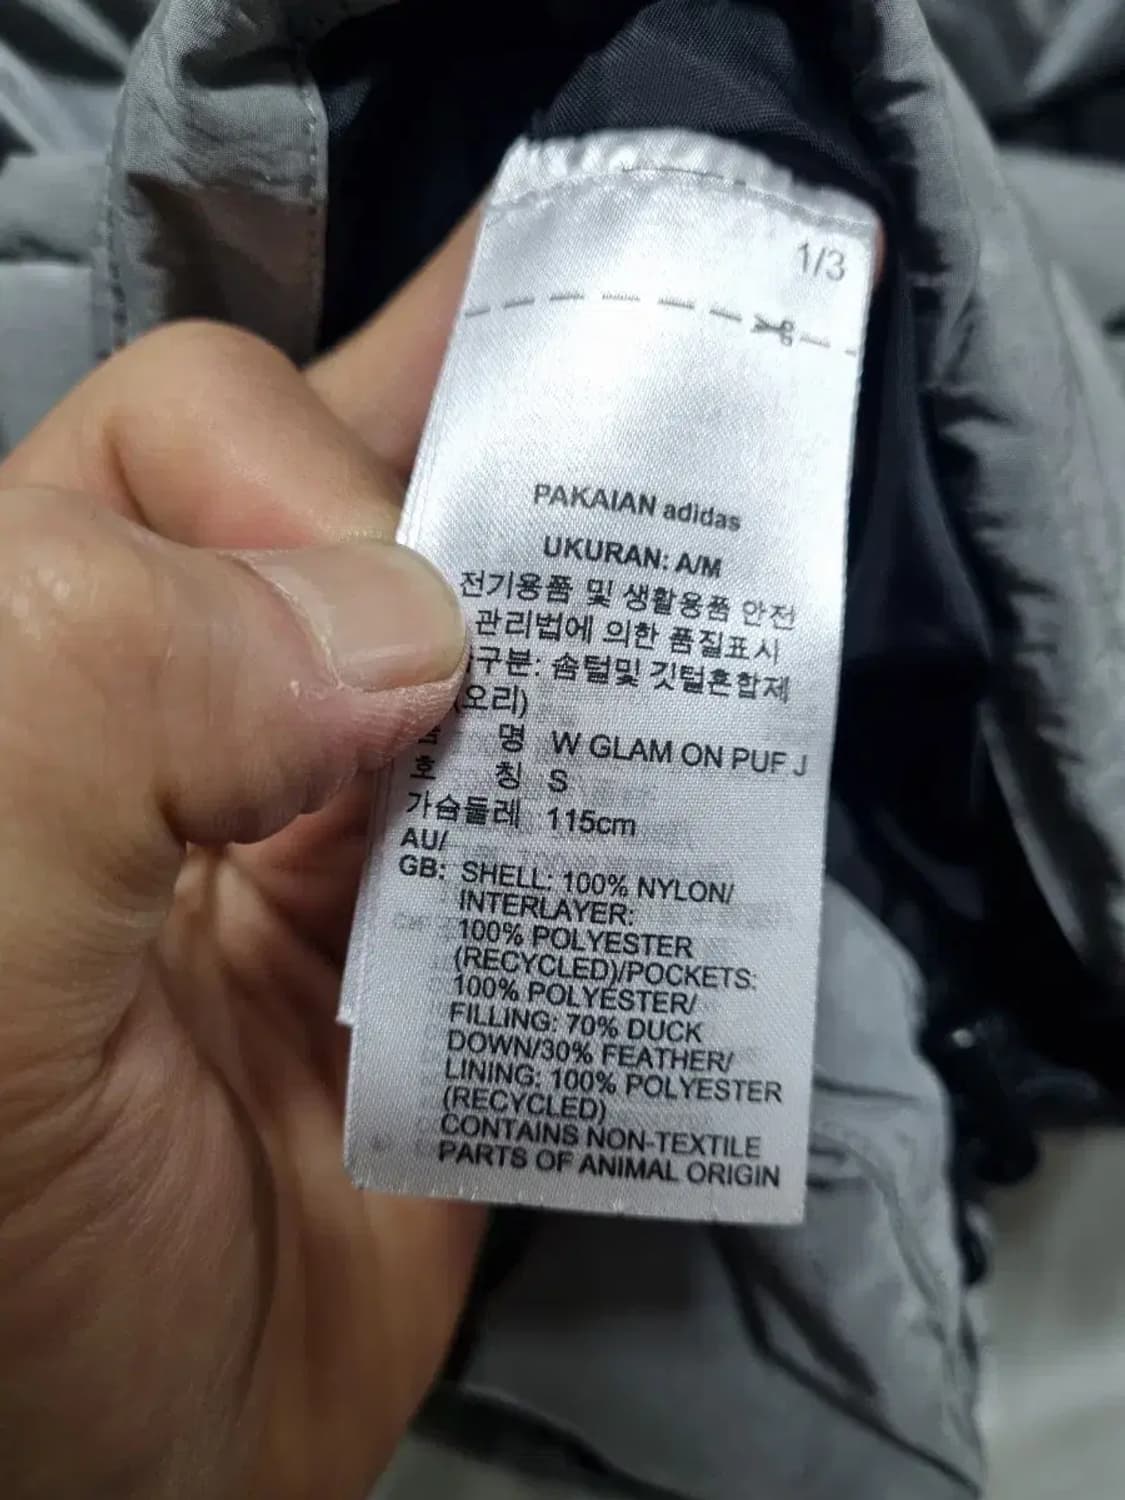 1/3
PAKAIAN adidas
UKURAN: A/M
전기용품 및 생활용품 안전
관리법에 의한 품질표시
구분: 솜털및 깃털혼합제
(오리)
명 W GLAM ON PUF J
호 칭 S
가슴둘레 115cm
AU/
GB: SHELL: 100% NYLON/
INTERLAYER:
100% POLYESTER
(RECYCLED)/POCKETS:
100% POLYESTER/
FILLING: 70% DUCK
DOWN/30% FEATHER/
LINING: 100% POLYESTER
(RECYCLED)
CONTAINS NON-TEXTILE
PARTS OF ANIMAL ORIGIN